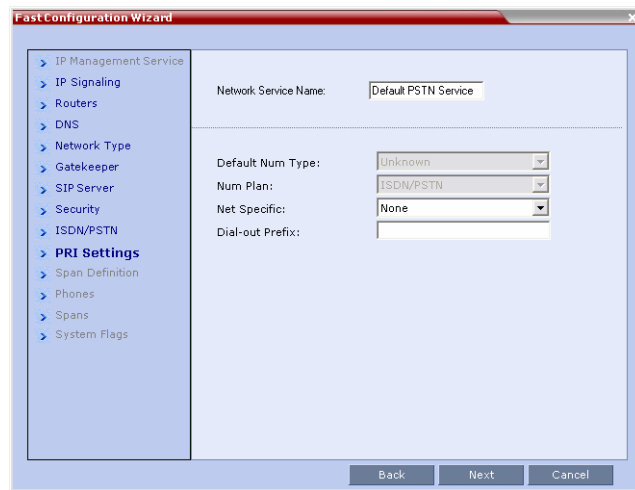 Fast Configuration Wizard
IP Management Service
IP Signaling
Routers
DNS
Network Type
Gatekeeper
SIP Server
Security
ISDN/PSTN
PRI Settings
Span Definition
Phones
Spans
System Flags
Network Service Name: Default PSTN Service
Default Num Type: Unknown
Num Plan: ISDN/PSTN
Net Specific: None
Dial-out Prefix:
Back Next Cancel